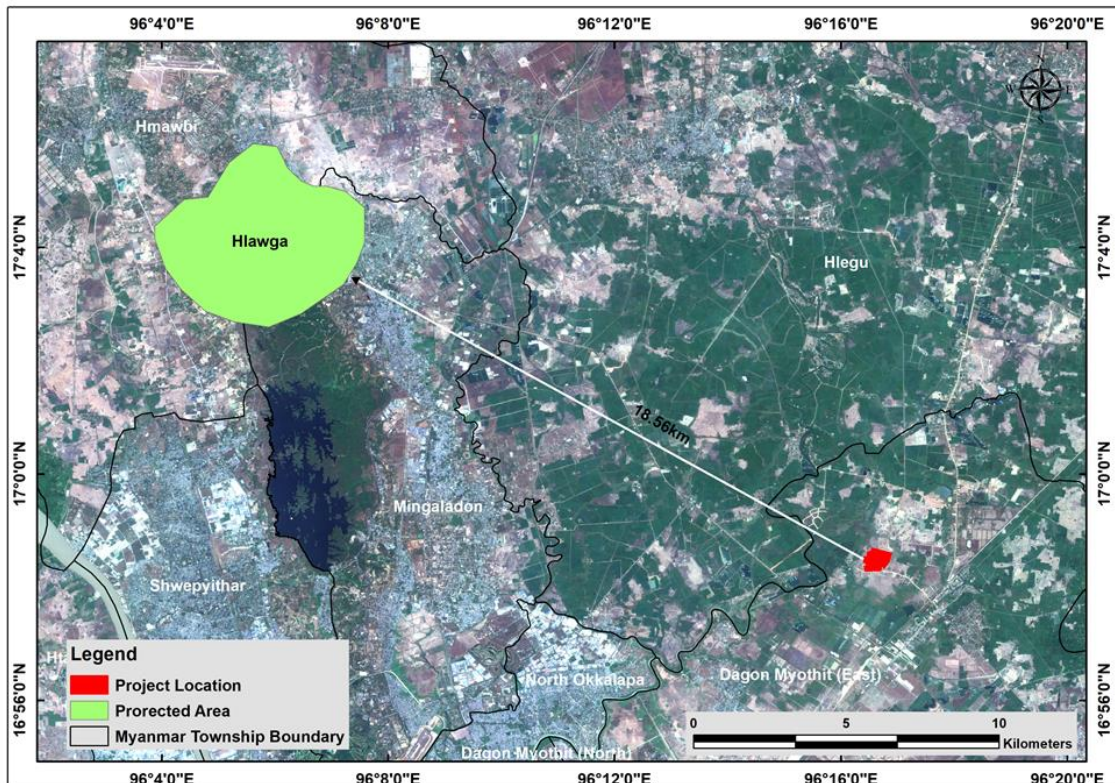 96°4'0"E 96°8'0"E 96°12'0"E 96°16'0"E 96°20'0"E
N
W E
S
Hmawbi
Hlawga
17°4'0"N
17°4'0"N
Hlegu
18.56km
17°0'0"N
17°0'0"N
Mingaladon
Shwepyithar
Legend
Project Location
Prorected Area
Myanmar Township Boundary
North Okkalapa
Dagon Myothit (East)
Dagon Myothit (North)
16°56'0"N
16°56'0"N
0 5 10
Kilometers
96°4'0"E 96°8'0"E 96°12'0"E 96°16'0"E 96°20'0"E